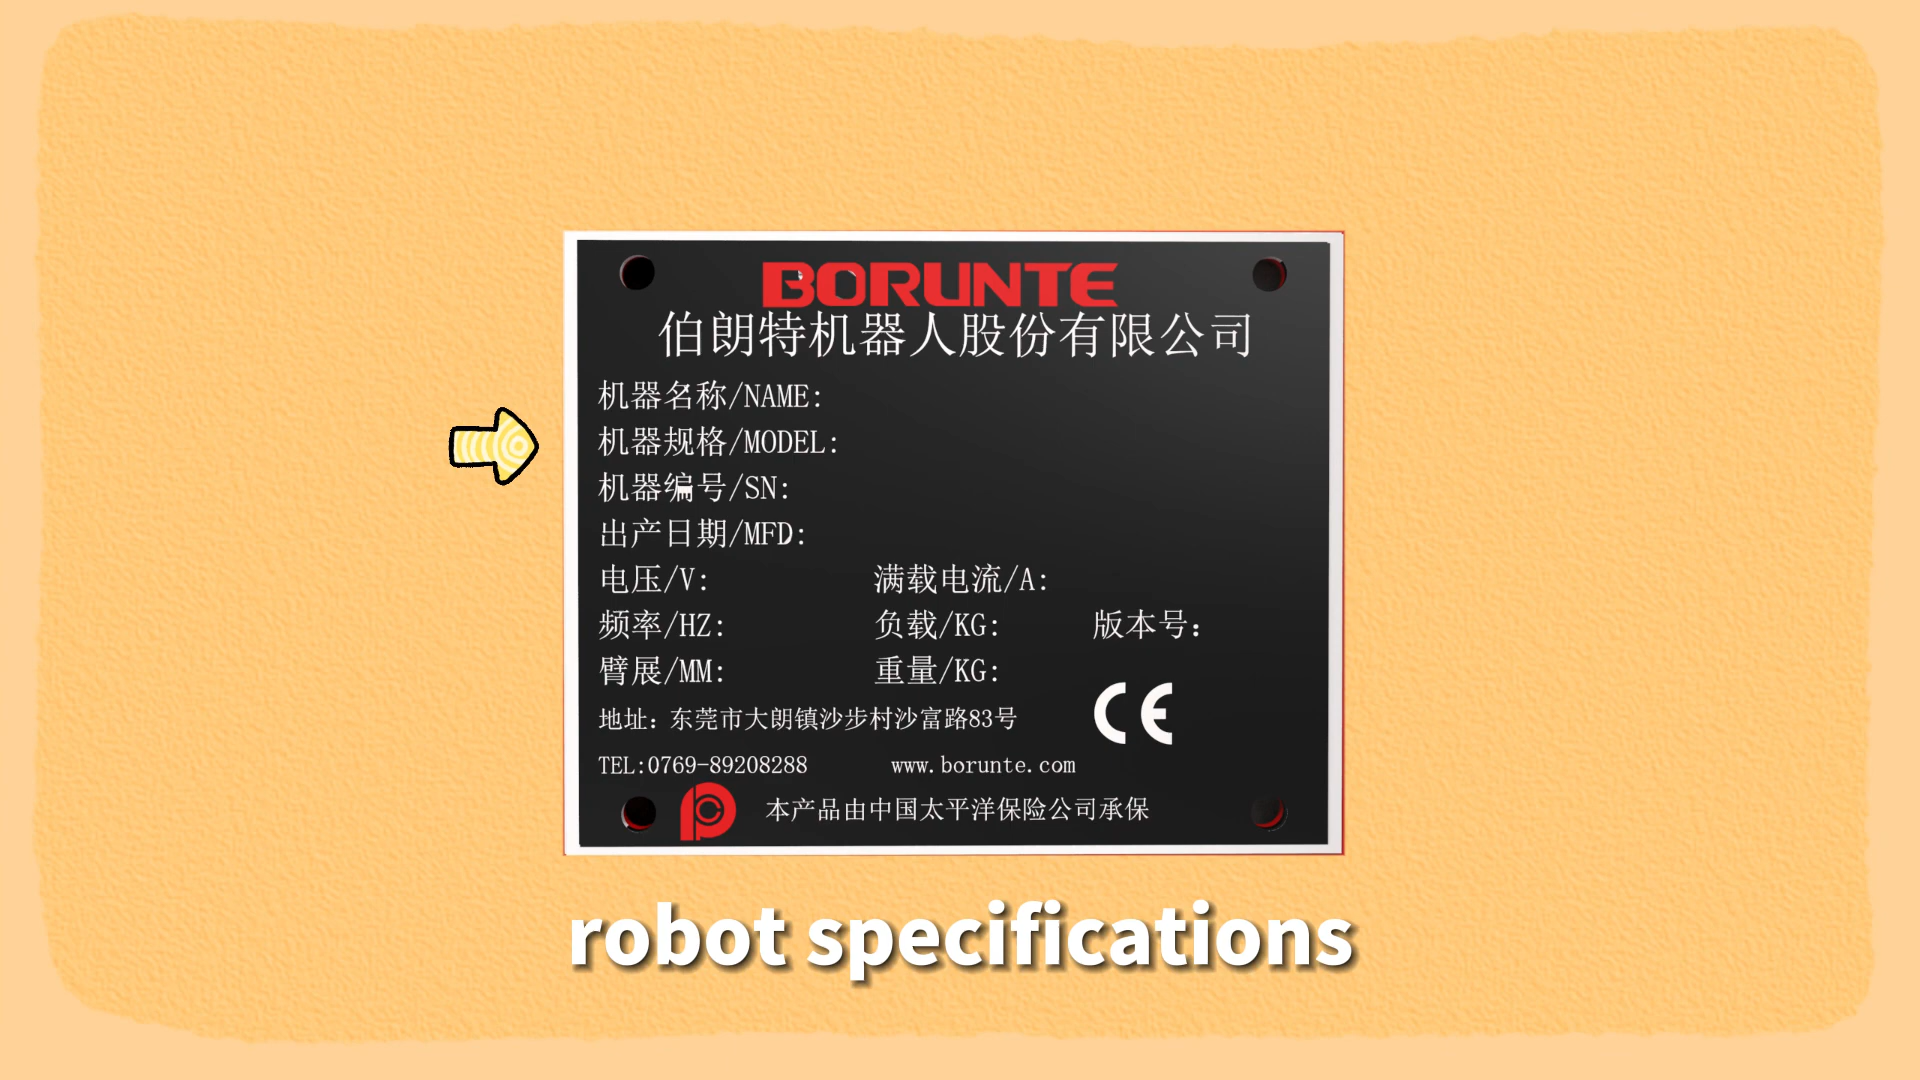 BORUNTE
伯朗特机器人股份有限公司
机器名称/NAME:
机器规格/MODEL:
机器编号/SN:
出产日期/MFD:
电压/V: 满载电流/A:
频率/HZ: 负载/KG: 版本号:
臂展/MM: 重量/KG:
CE
地址: 东莞市大朗镇沙步村沙富路83号
TEL:0769-89208288 www.borunte.com
本产品由中国太平洋保险公司承保
robot specifications